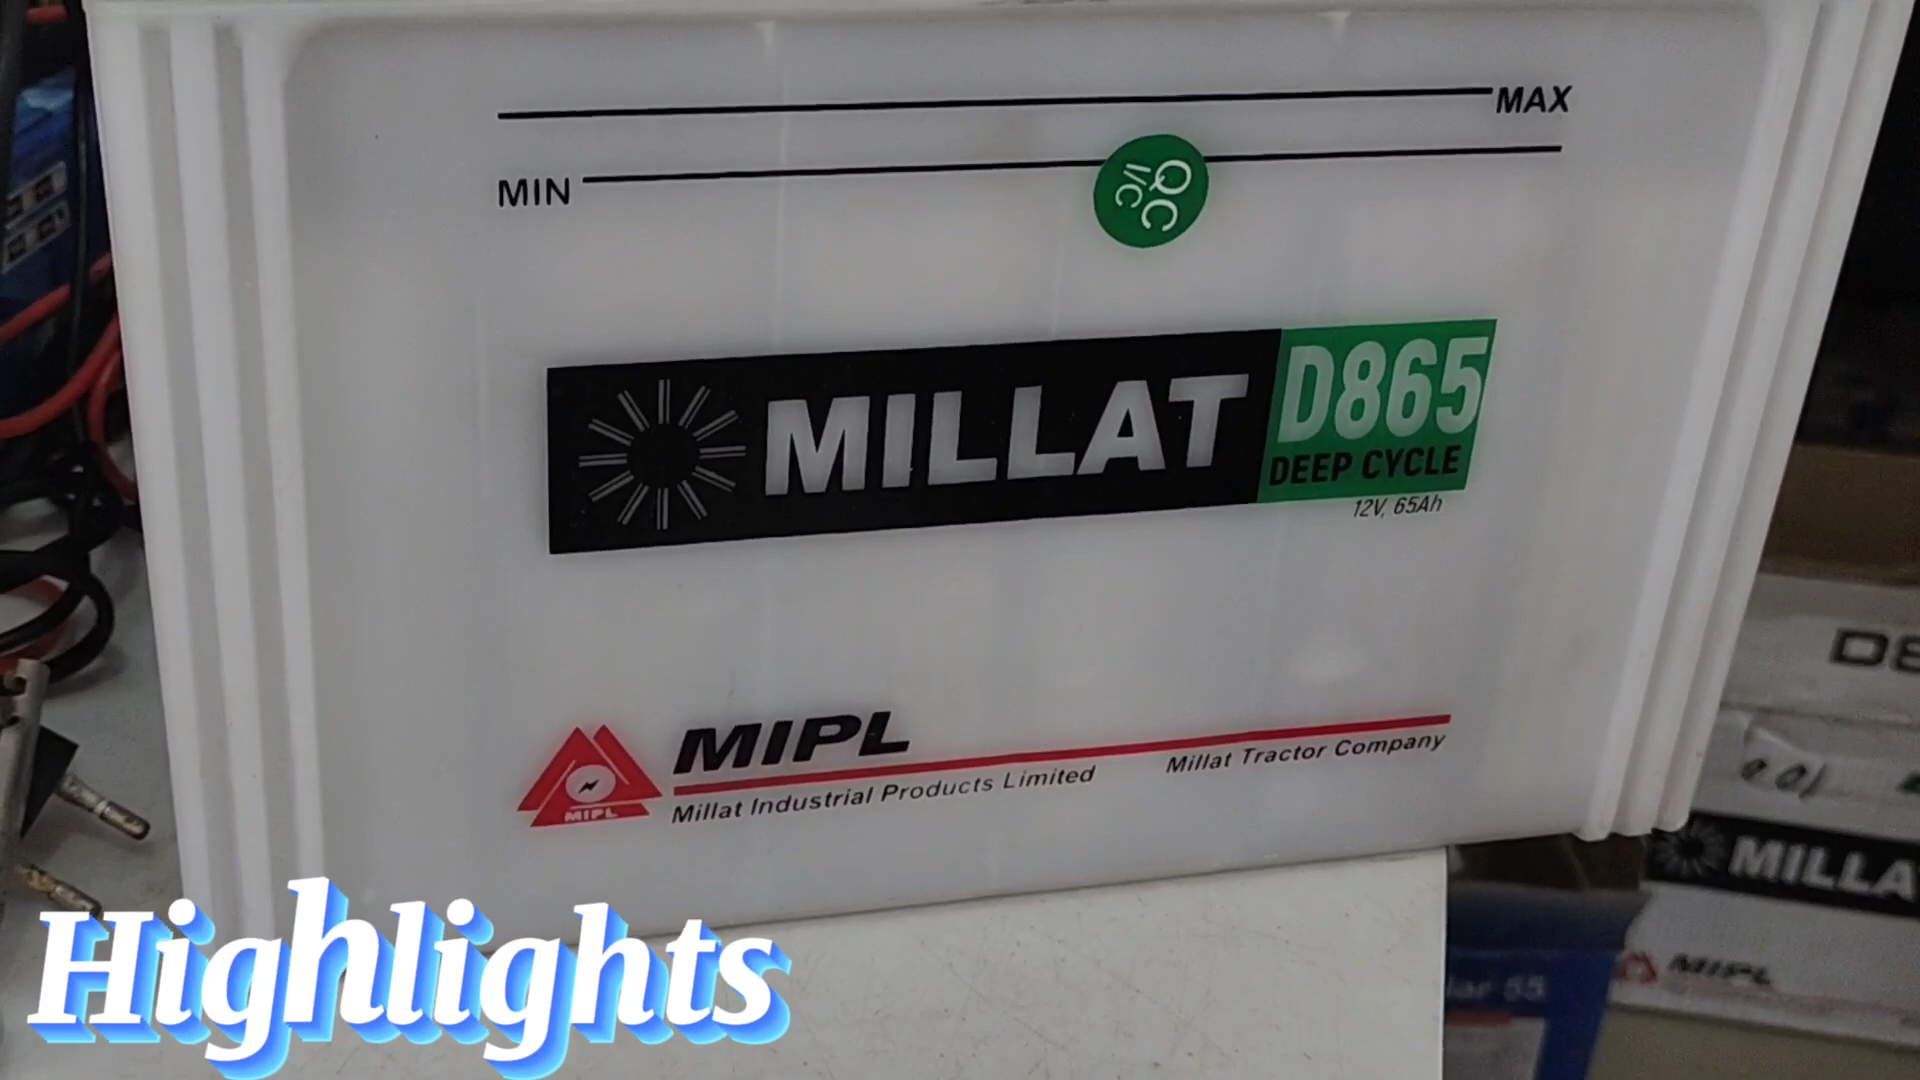 MAX
MIN
QC
I/C
MILLAT
D865
DEEP CYCLE
12V, 65Ah
MIPL
Millat Industrial Products Limited
Millat Tractor Company
MIPL
MILLA
MIPL
55
Highlights